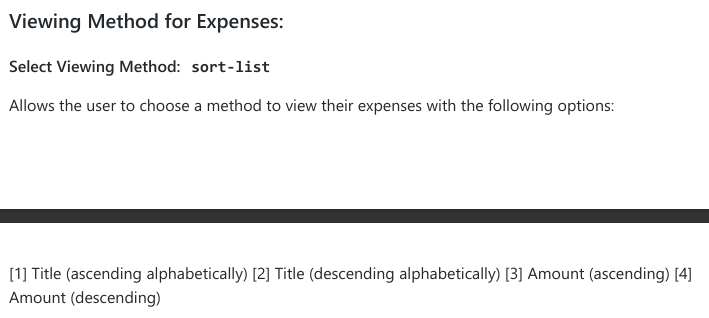 Viewing Method for Expenses:
Select Viewing Method: sort-list
Allows the user to choose a method to view their expenses with the following options:
[1] Title (ascending alphabetically) [2] Title (descending alphabetically) [3] Amount (ascending) [4]
Amount (descending)